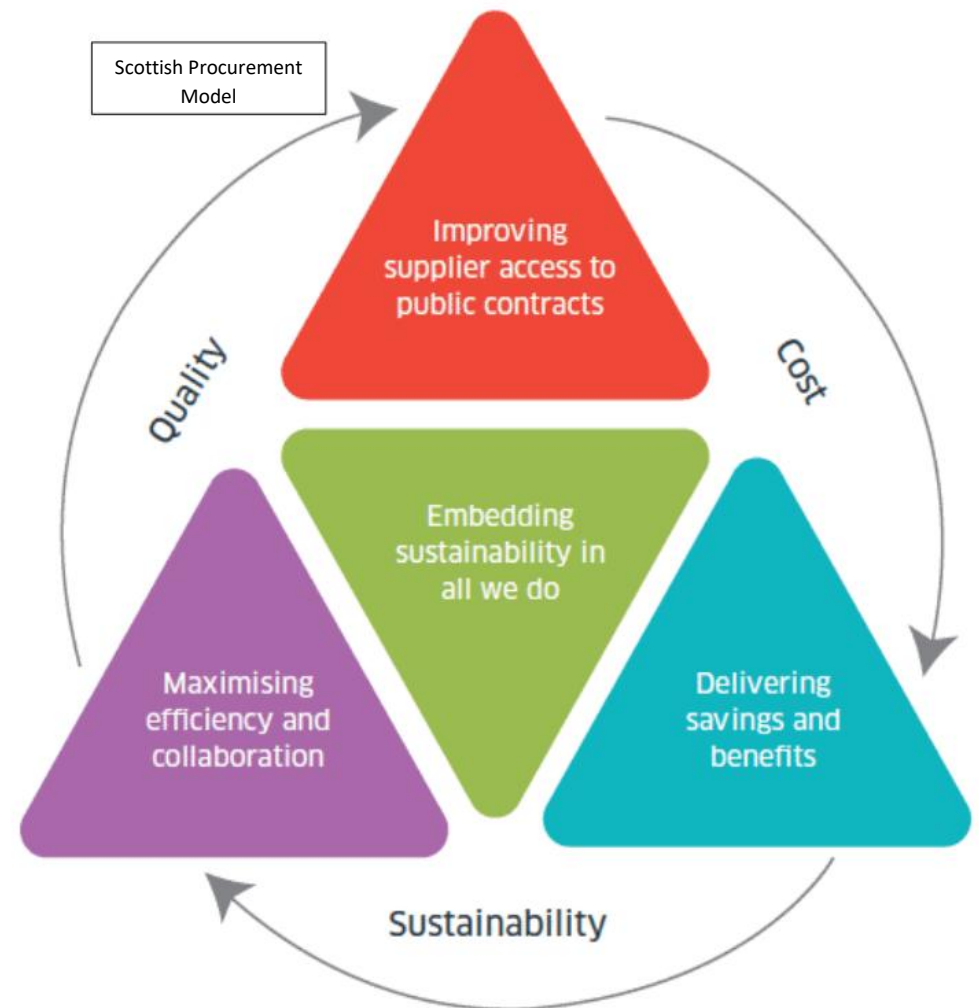 Scottish Procurement
Model
Improving
supplier access to
public contracts
Quality
Cost
Embedding
sustainability in
all we do
Maximising
efficiency and
collaboration
Delivering
savings and
benefits
Sustainability